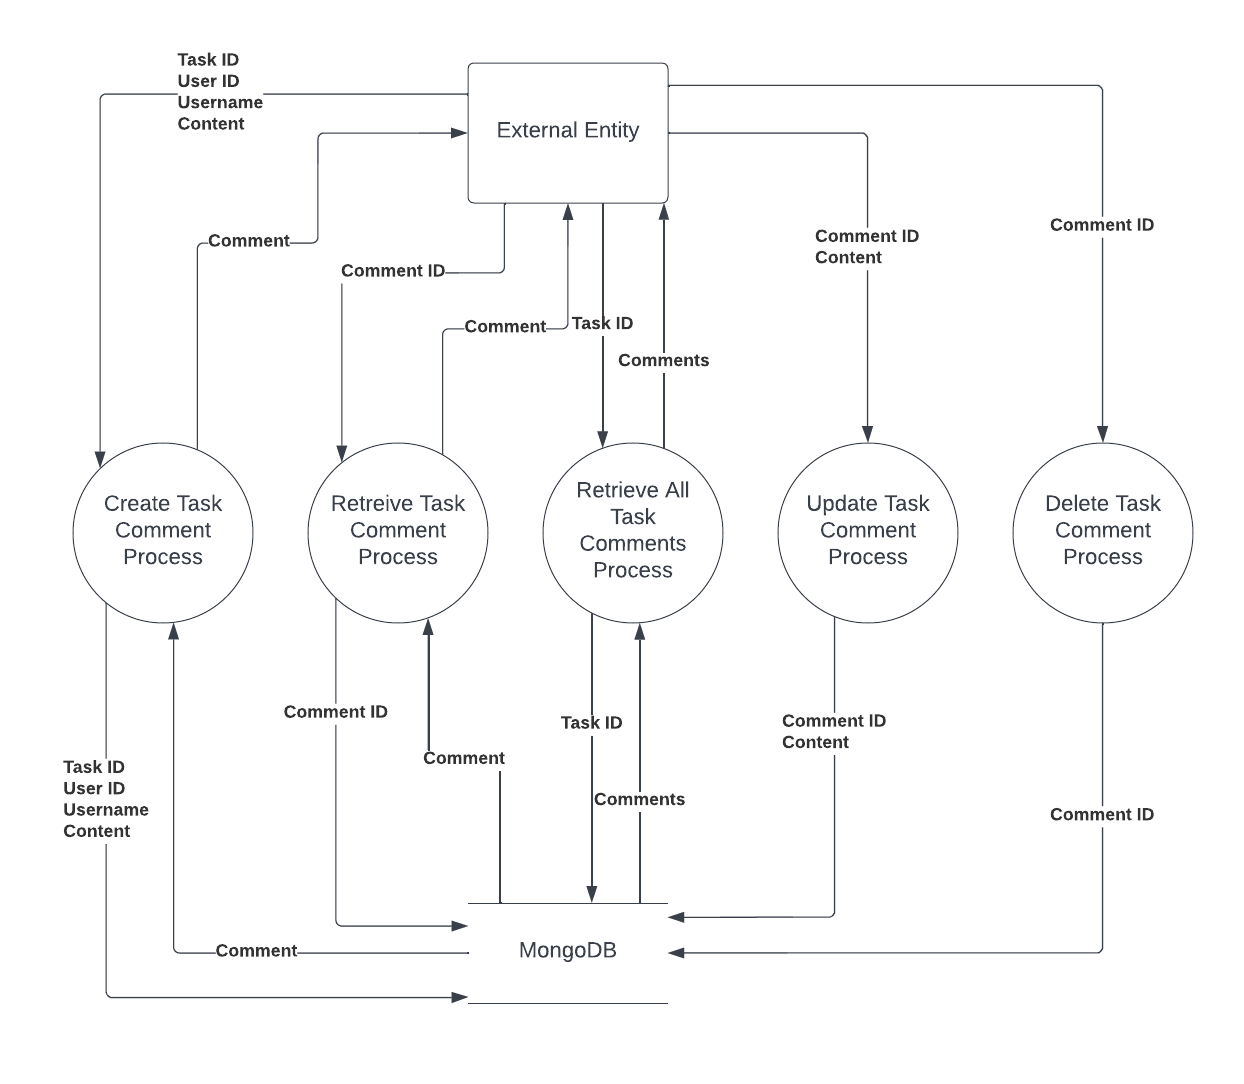 Task ID
User ID
Username
Content
External Entity
Comment ID
Comment
Comment ID
Content
Comment ID
Comment
Task ID
Comments
Create Task
Comment
Process
Retreive Task
Comment
Process
Retrieve All
Task
Comments
Process
Update Task
Comment
Process
Delete Task
Comment
Process
Comment ID
Task ID
Comment ID
Content
Comment
Task ID
User ID
Username
Content
Comments
Comment ID
Comment
MongoDB